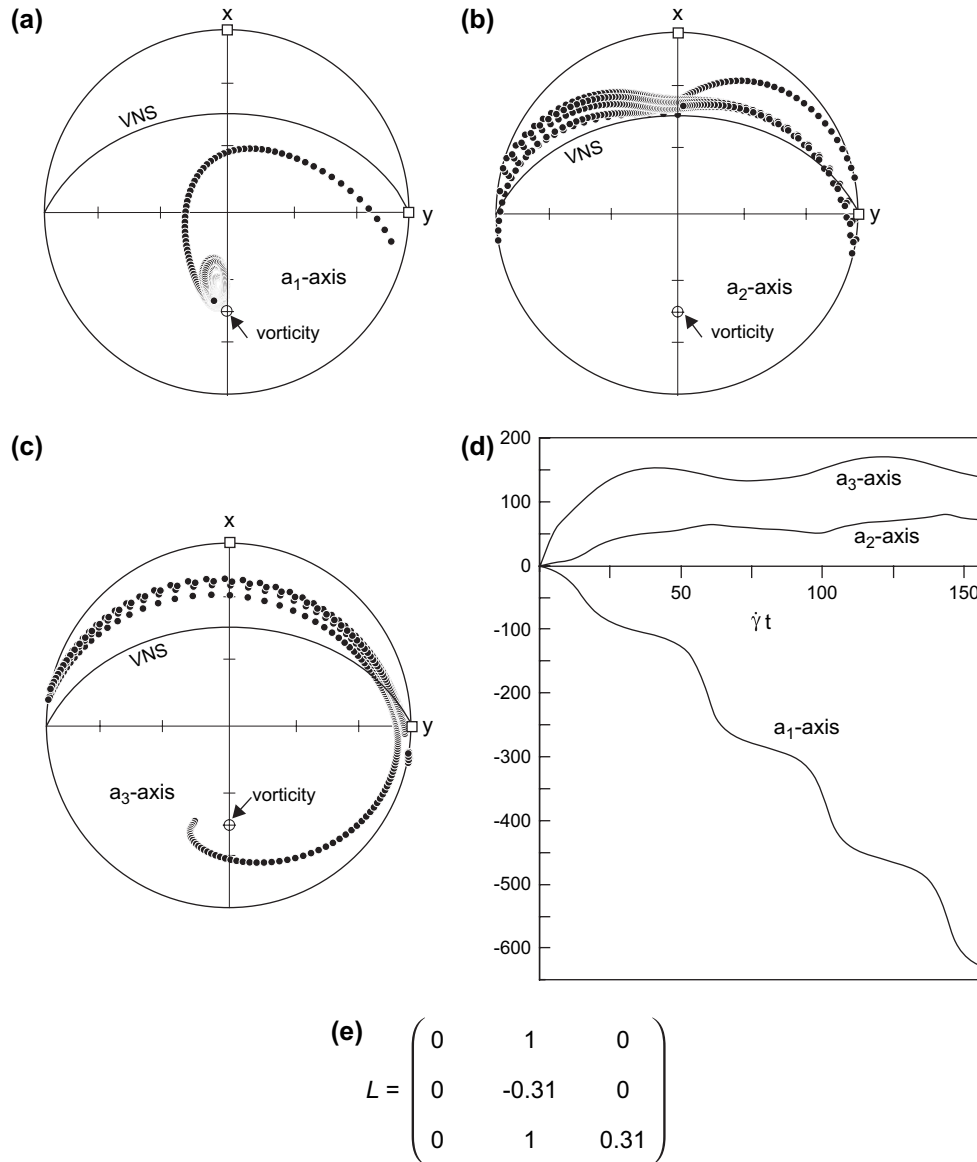 (a)
x
VNS
y
a1-axis
vorticity
(b)
x
VNS
y
a2-axis
vorticity
(c)
x
VNS
y
a3-axis
vorticity
(d)
200
150
100
50
0
-100
-200
-300
-400
-500
-600
50
100
150
γ̇ t
a3-axis
a2-axis
a1-axis
(e)
L =
0 1 0
0 -0.31 0
0 1 0.31